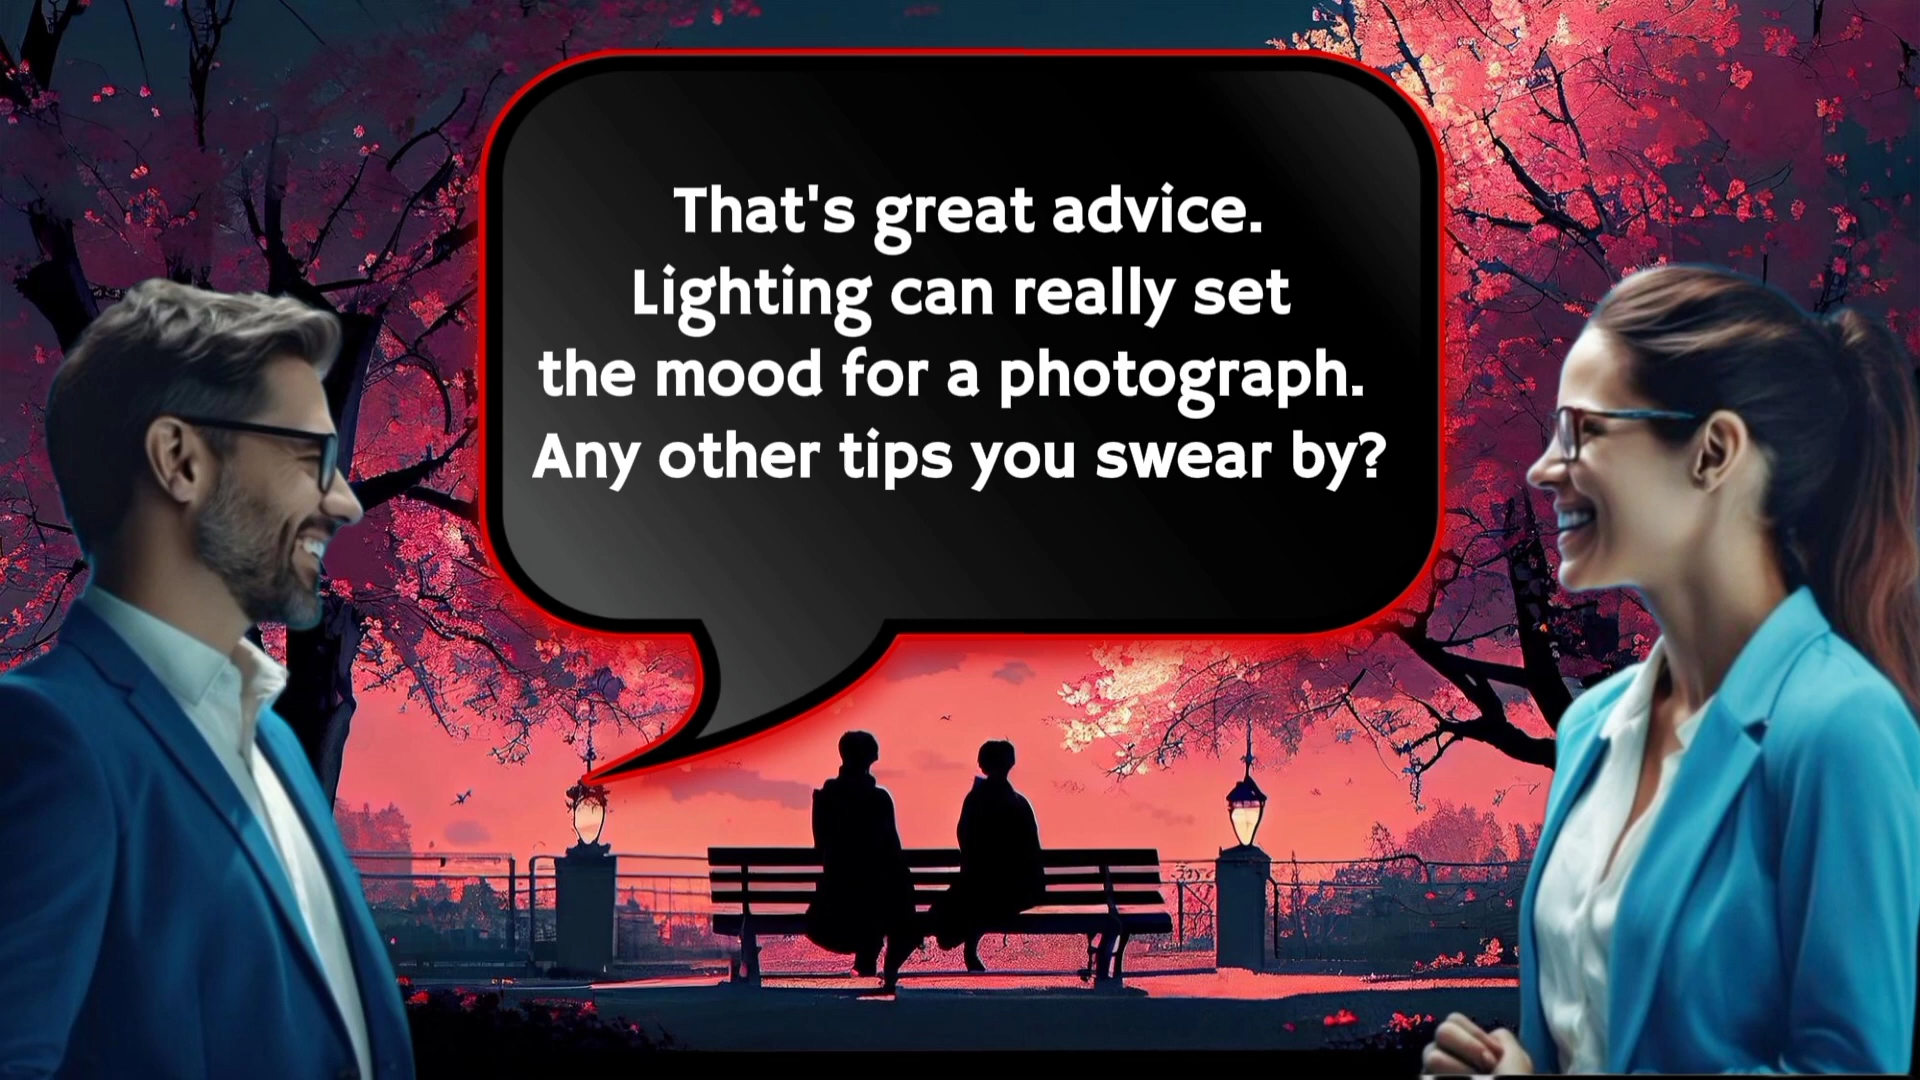 That's great advice.
Lighting can really set
the mood for a photograph.
Any other tips you swear by?